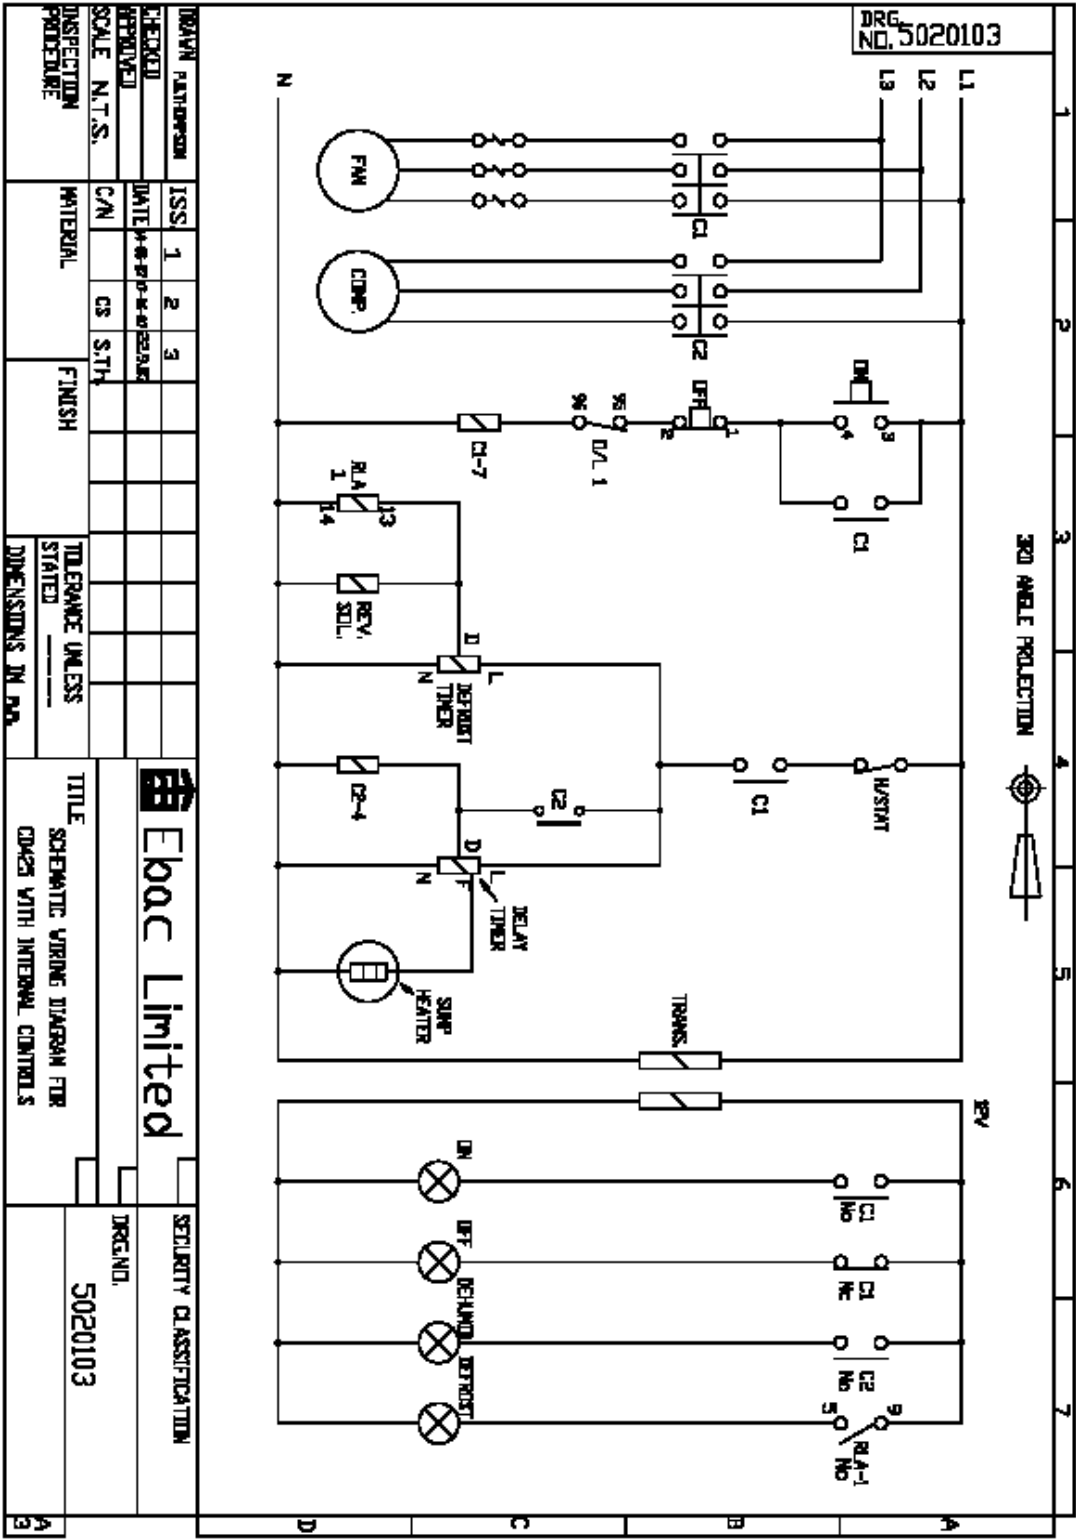 DRG.
NO. 5020103
1
2
3
4
5
6
7
A
B
C
D
L1
L2
L3
N
FAN
C1
COMP.
C2
ON
3
4
C1
OFF
1
2
O/L 1
95
96
C1-7
RLA
1
13
14
REV.
SOL.
D
L
N
DEFROST
TIMER
H/STAT
C1
C2-4
C2
D
L
F
N
DELAY
TIMER
SUMP
HEATER
TRANS.
12V
ON
C1
No
OFF
C1
Nc
DEHUMID
C2
No
DEFROST
9
5
RLA-1
No
3RD ANGLE PROJECTION
DRAWN P.M.THOMPSON
CHECKED
APPROVED
SCALE N.T.S.
INSPECTION
PROCEDURE
ISS. 1 2 3
DATE
C/N CS S.TH
MATERIAL
FINISH
TOLERANCE UNLESS
STATED
DIMENSIONS IN m.m.
Ebac Limited
TITLE
SCHEMATIC WIRING DIAGRAM FOR
CD425 WITH INTERNAL CONTROLS
SECURITY CLASSIFICATION
DRG.NO.
5020103
A
3